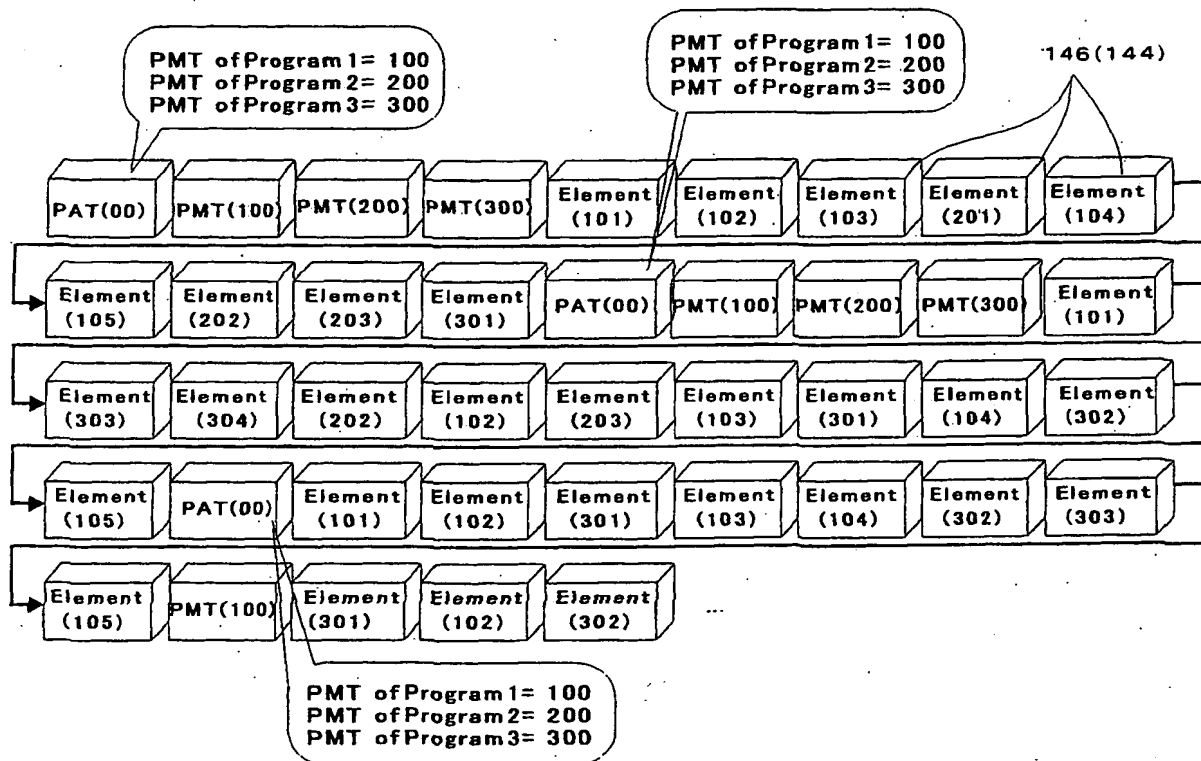 PMT of Program 1= 100
PMT of Program 2= 200
PMT of Program 3= 300
PMT of Program 1= 100
PMT of Program 2= 200
PMT of Program 3= 300
146(144)
PAT(00) PMT(100) PMT(200) PMT(300) Element (101) Element (102) Element (103) Element (201) Element (104)
Element (105) Element (202) Element (203) Element (301) PAT(00) PMT(100) PMT(200) PMT(300) Element (101)
Element (303) Element (304) Element (202) Element (102) Element (203) Element (103) Element (301) Element (104) Element (302)
Element (105) PAT(00) Element (101) Element (102) Element (301) Element (103) Element (104) Element (302) Element (303)
Element (105) PMT(100) Element (301) Element (102) Element (302) ...
PMT of Program 1= 100
PMT of Program 2= 200
PMT of Program 3= 300